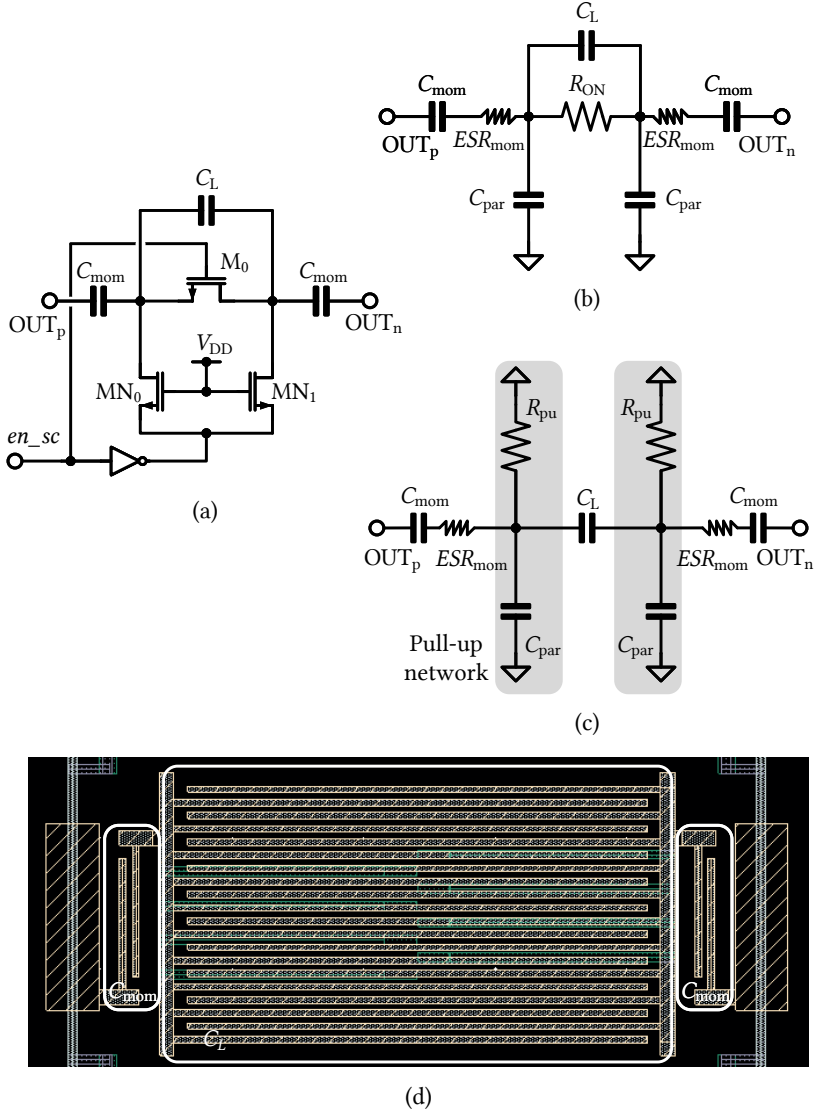 C_L
C_mom
R_ON
C_mom
OUT_p
ESR_mom
ESR_mom
OUT_n
C_par
C_par
(b)
C_L
M_0
C_mom
C_mom
OUT_p
OUT_n
V_DD
MN_0
MN_1
en_sc
(a)
R_pu
R_pu
C_mom
C_L
C_mom
OUT_p
ESR_mom
ESR_mom
OUT_n
Pull-up
network
C_par
C_par
(c)
C_mom
C_mom
C_L
(d)